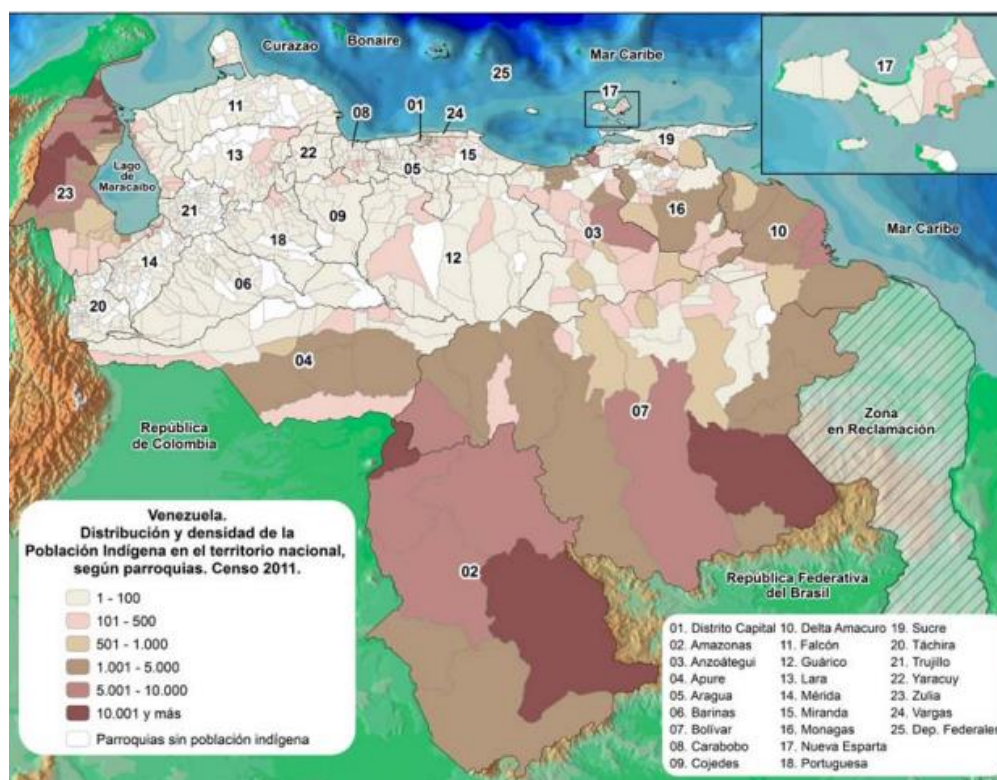 Curazao
Bonaire
Mar Caribe
25
17
17
11
08
01
24
19
13
22
15
05
Lago
de
Maracaibo
23
21
09
16
18
03
10
Mar Caribe
14
12
06
20
04
07
República
de Colombia
Zona
en Reclamación
02
República Federativa
del Brasil
Venezuela.
Distribución y densidad de la
Población Indígena en el territorio nacional,
según parroquias. Censo 2011.
1 - 100
101 - 500
501 - 1.000
1.001 - 5.000
5.001 - 10.000
10.001 y más
Parroquias sin población indígena
01. Distrito Capital 10. Delta Amacuro 19. Sucre
02. Amazonas 11. Falcón 20. Táchira
03. Anzoátegui 12. Guárico 21. Trujillo
04. Apure 13. Lara 22. Yaracuy
05. Aragua 14. Mérida 23. Zulia
06. Barinas 15. Miranda 24. Vargas
07. Bolívar 16. Monagas 25. Dep. Federales
08. Carabobo 17. Nueva Esparta
09. Cojedes 18. Portuguesa